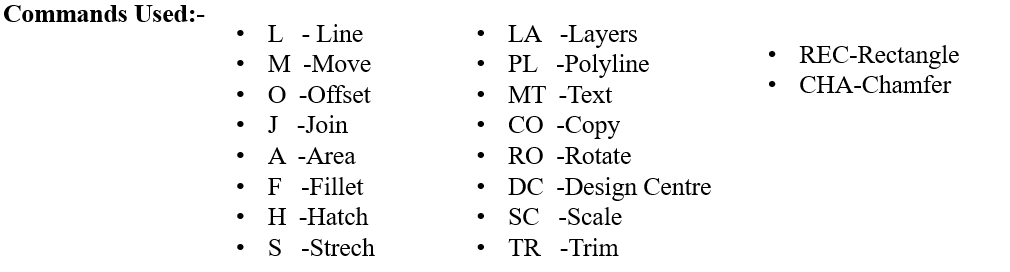 Commands Used:-
• L - Line
• M -Move
• O -Offset
• J -Join
• A -Area
• F -Fillet
• H -Hatch
• S -Strech
• LA -Layers
• PL -Polyline
• MT -Text
• CO -Copy
• RO -Rotate
• DC -Design Centre
• SC -Scale
• TR -Trim
• REC-Rectangle
• CHA-Chamfer